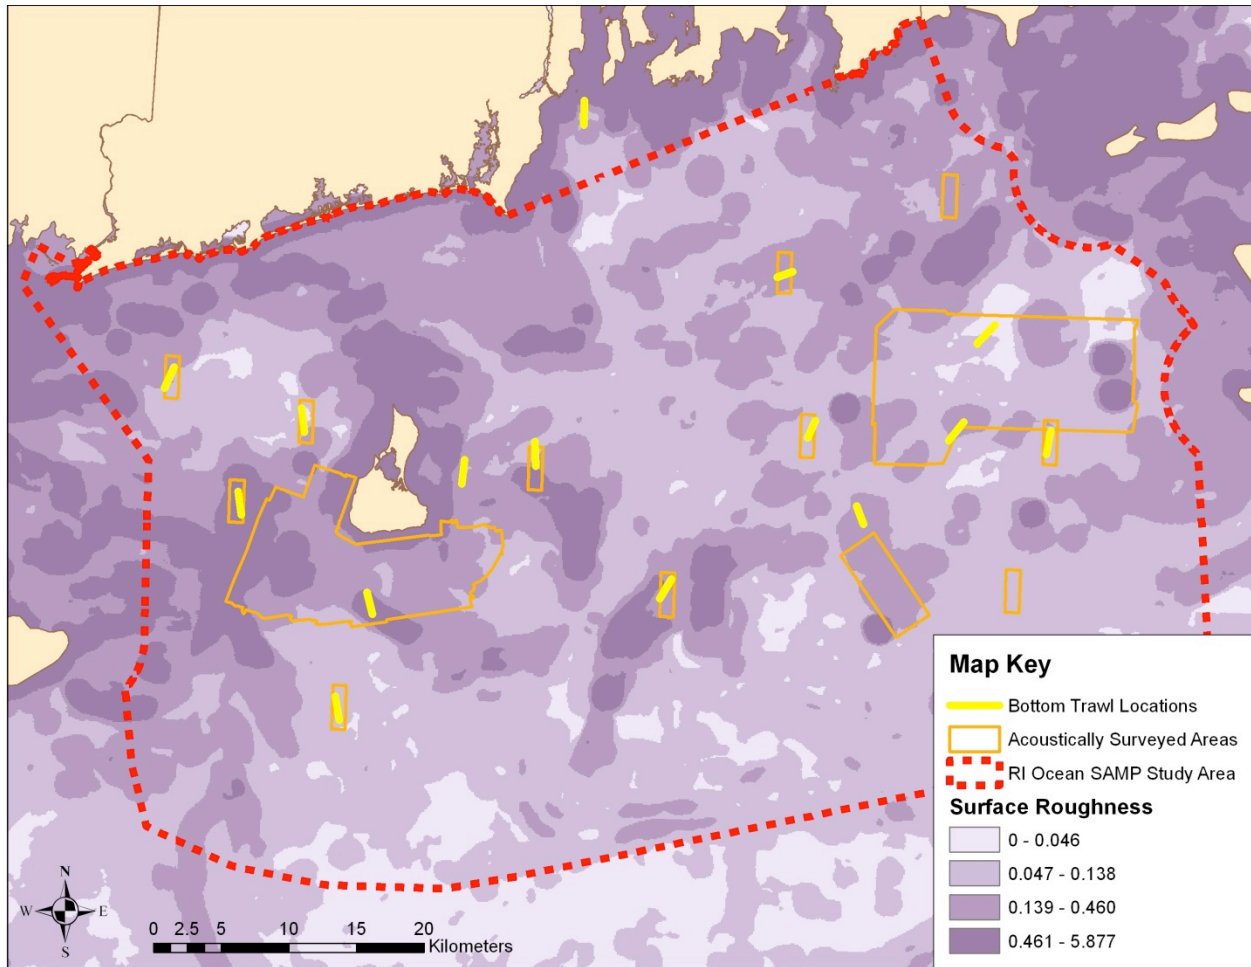 Map Key
Bottom Trawl Locations
Acoustically Surveyed Areas
RI Ocean SAMP Study Area
Surface Roughness
0 - 0.046
0.047 - 0.138
0.139 - 0.460
0.461 - 5.877
N
W E
S
0 2.5 5 10 15 20
Kilometers